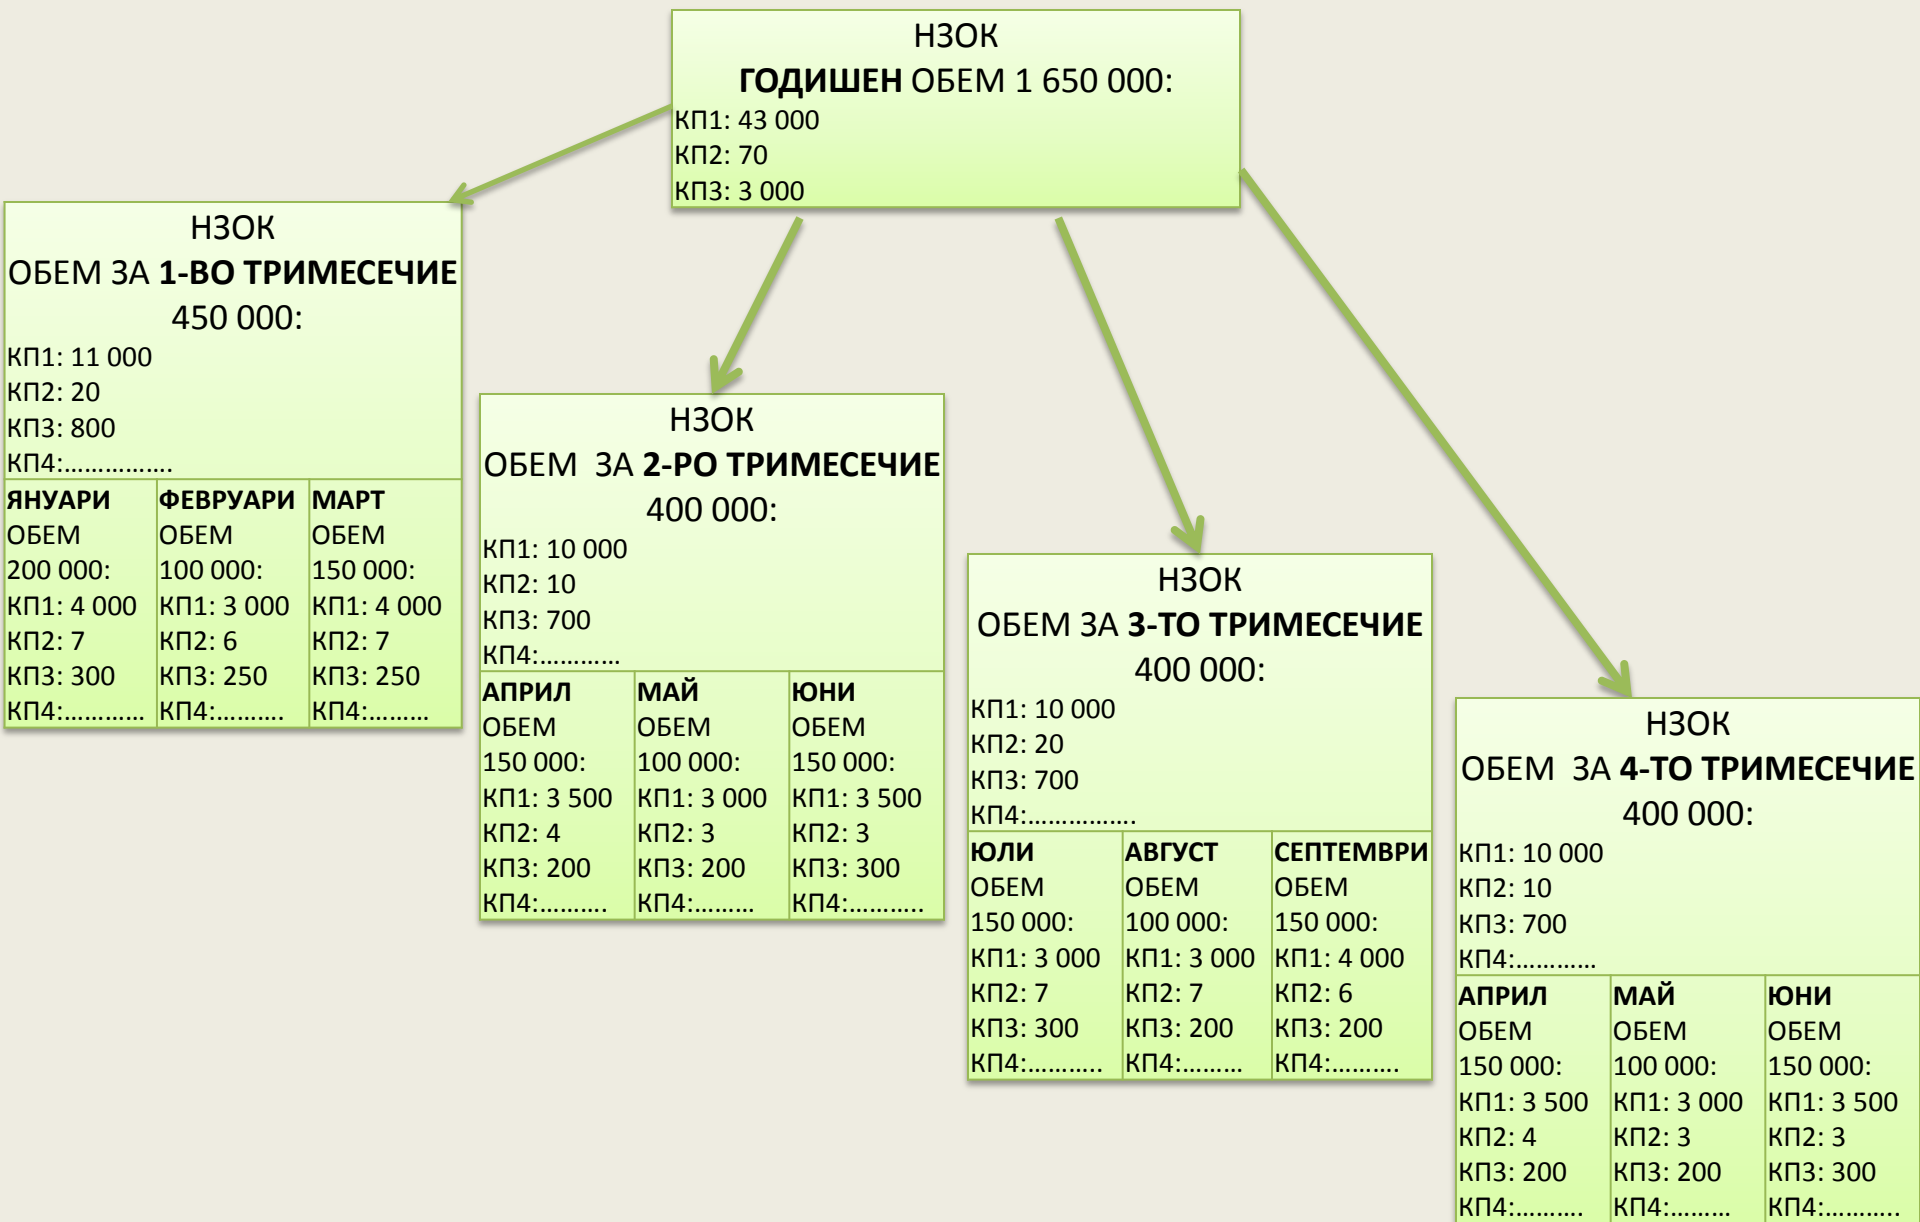 НЗОК
ГОДИШЕН ОБЕМ 1 650 000:
КП1: 43 000
КП2: 70
КП3: 3 000
НЗОК
ОБЕМ ЗА 1-ВО ТРИМЕСЕЧИЕ
450 000:
КП1: 11 000
КП2: 20
КП3: 800
КП4:…………….
ЯНУАРИ
ОБЕМ
200 000:
КП1: 4 000
КП2: 7
КП3: 300
КП4:…………
ФЕВРУАРИ
ОБЕМ
100 000:
КП1: 3 000
КП2: 6
КП3: 250
КП4:……….
МАРТ
ОБЕМ
150 000:
КП1: 4 000
КП2: 7
КП3: 250
КП4:………
НЗОК
ОБЕМ  ЗА 2-РО ТРИМЕСЕЧИЕ
400 000:
КП1: 10 000
КП2: 10
КП3: 700
КП4:…………
АПРИЛ
ОБЕМ
150 000:
КП1: 3 500
КП2: 4
КП3: 200
КП4:……….
МАЙ
ОБЕМ
100 000:
КП1: 3 000
КП2: 3
КП3: 200
КП4:………
ЮНИ
ОБЕМ
150 000:
КП1: 3 500
КП2: 3
КП3: 300
КП4:………..
НЗОК
ОБЕМ ЗА 3-ТО ТРИМЕСЕЧИЕ
400 000:
КП1: 10 000
КП2: 20
КП3: 700
КП4:…………….
ЮЛИ
ОБЕМ
150 000:
КП1: 3 000
КП2: 7
КП3: 300
КП4:………..
АВГУСТ
ОБЕМ
100 000:
КП1: 3 000
КП2: 7
КП3: 200
КП4:………
СЕПТЕМВРИ
ОБЕМ
150 000:
КП1: 4 000
КП2: 6
КП3: 200
КП4:……….
НЗОК
ОБЕМ  ЗА 4-ТО ТРИМЕСЕЧИЕ
400 000:
КП1: 10 000
КП2: 10
КП3: 700
КП4:…………
АПРИЛ
ОБЕМ
150 000:
КП1: 3 500
КП2: 4
КП3: 200
КП4:……….
МАЙ
ОБЕМ
100 000:
КП1: 3 000
КП2: 3
КП3: 200
КП4:………
ЮНИ
ОБЕМ
150 000:
КП1: 3 500
КП2: 3
КП3: 300
КП4:………..